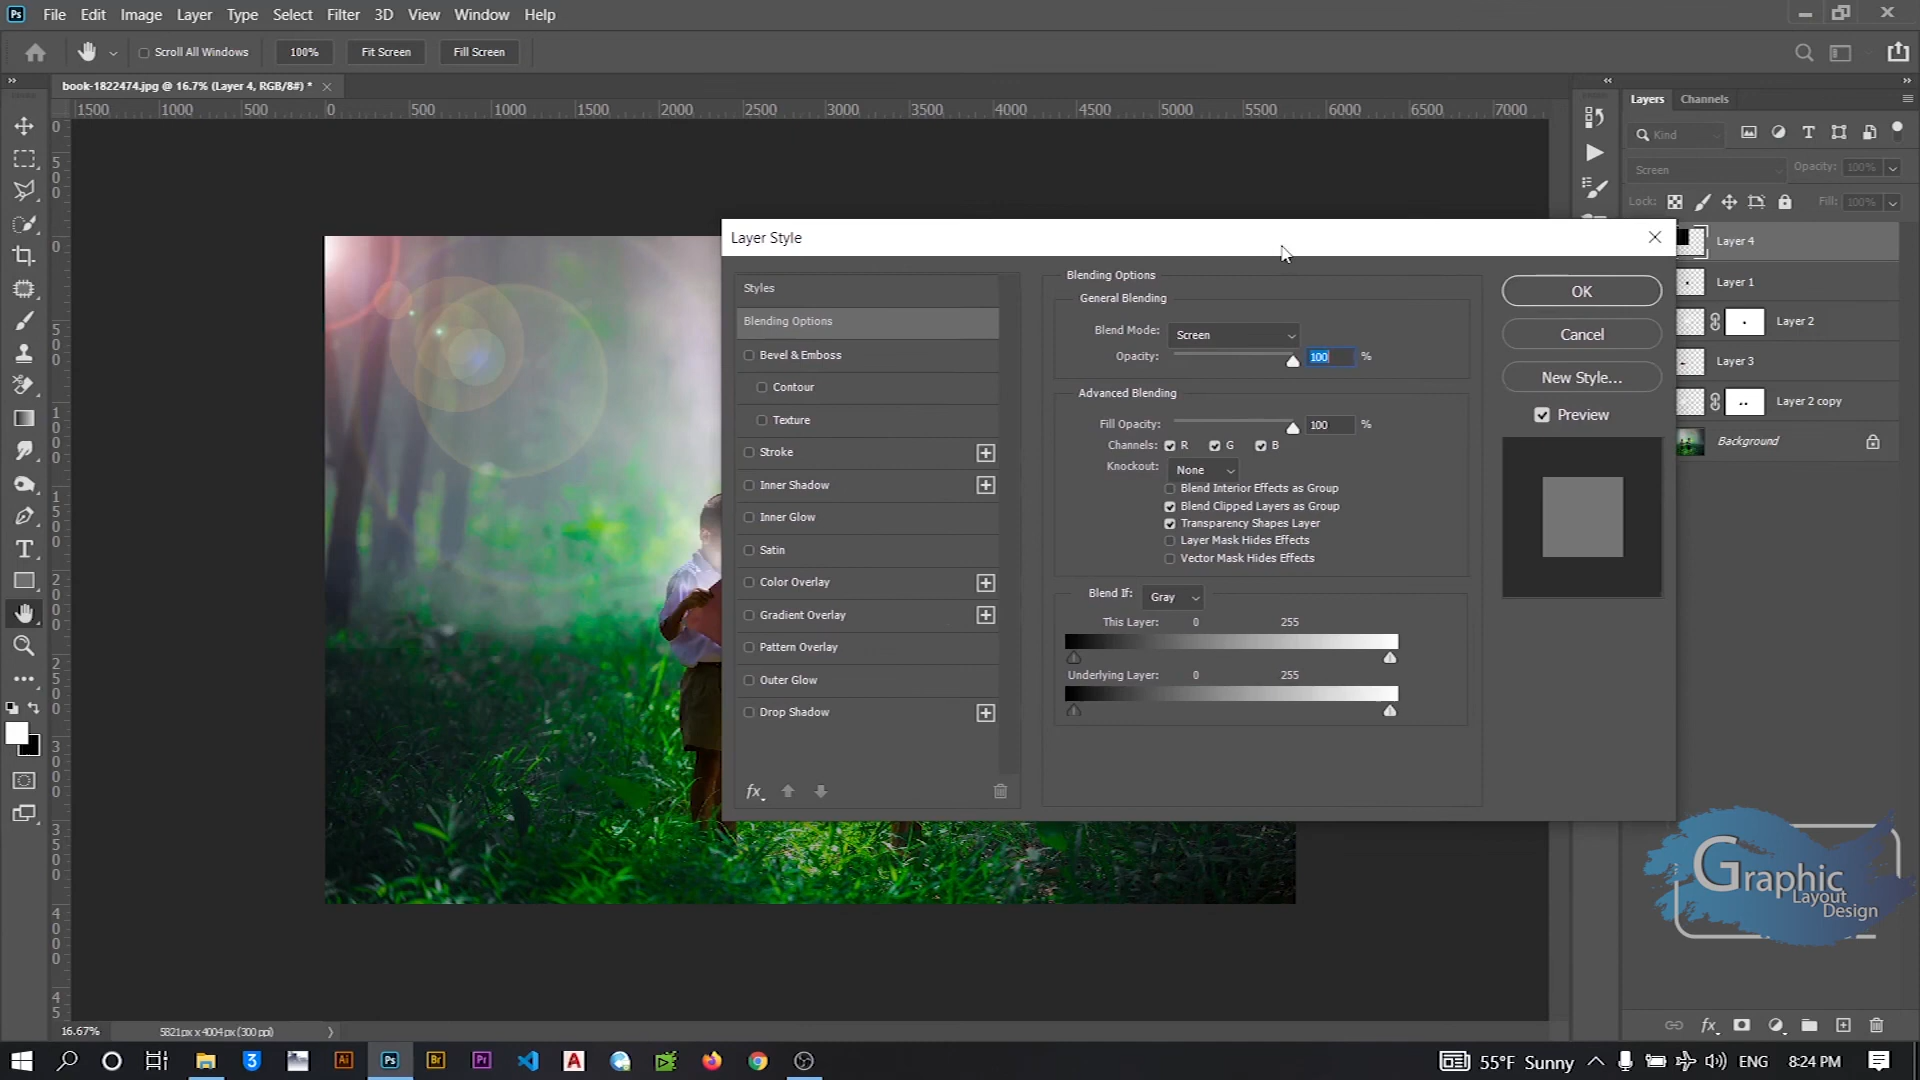 File Edit Image Layer Type Select Filter 3D View Window Help
Scroll All Windows 100% Fit Screen Fill Screen
book-1822474.jpg @ 16.7% (Layer 4, RGB/8#) *
1500 1000 500 0 500 1000 1500 2000 2500 3000 3500 4000 4500 5000 5500 6000 6500 7000
Layers Channels
Kind
Screen Opacity: 100%
Lock: Fill: 100%
Layer 4
Layer 1
Layer 2
Layer 3
Layer 2 copy
Background
Layer Style
Styles
Blending Options
Bevel & Emboss
Contour
Texture
Stroke
Inner Shadow
Inner Glow
Satin
Color Overlay
Gradient Overlay
Pattern Overlay
Outer Glow
Drop Shadow
fx
Blending Options
General Blending
Blend Mode: Screen
Opacity: 100 %
Advanced Blending
Fill Opacity: 100 %
Channels: R G B
Knockout: None
Blend Interior Effects as Group
Blend Clipped Layers as Group
Transparency Shapes Layer
Layer Mask Hides Effects
Vector Mask Hides Effects
Blend If: Gray
This Layer: 0 255
Underlying Layer: 0 255
OK
Cancel
New Style...
Preview
Graphic
Layout
Design
16.67% 5821px x 4004 px (300 ppi)
55°F Sunny ENG 8:24 PM